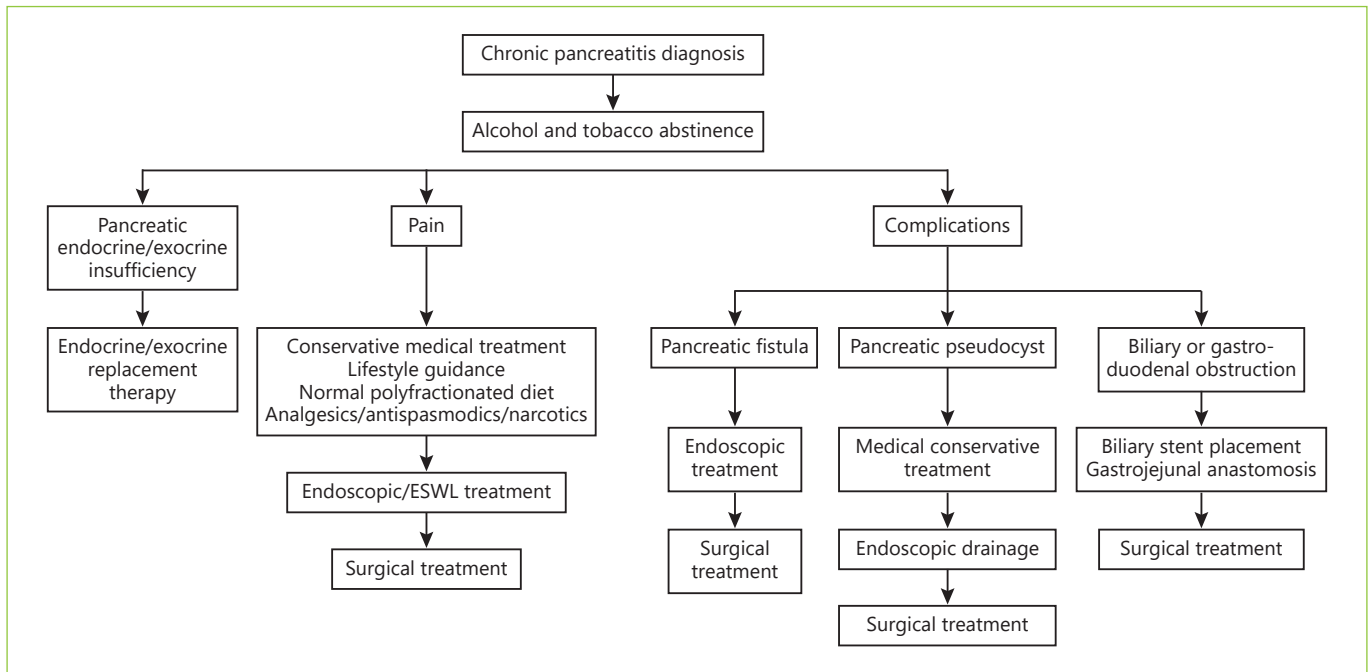 Chronic pancreatitis diagnosis
Alcohol and tobacco abstinence
Pancreatic
endocrine/exocrine
insufficiency
Pain
Complications
Endocrine/exocrine
replacement
therapy
Conservative medical treatment
Lifestyle guidance
Normal polyfractionated diet
Analgesics/antispasmodics/narcotics
Pancreatic fistula
Pancreatic pseudocyst
Biliary or gastro-
duodenal obstruction
Endoscopic
treatment
Medical conservative
treatment
Biliary stent placement
Gastrojejunal anastomosis
Endoscopic/ESWL treatment
Surgical
treatment
Endoscopic drainage
Surgical treatment
Surgical treatment
Surgical treatment